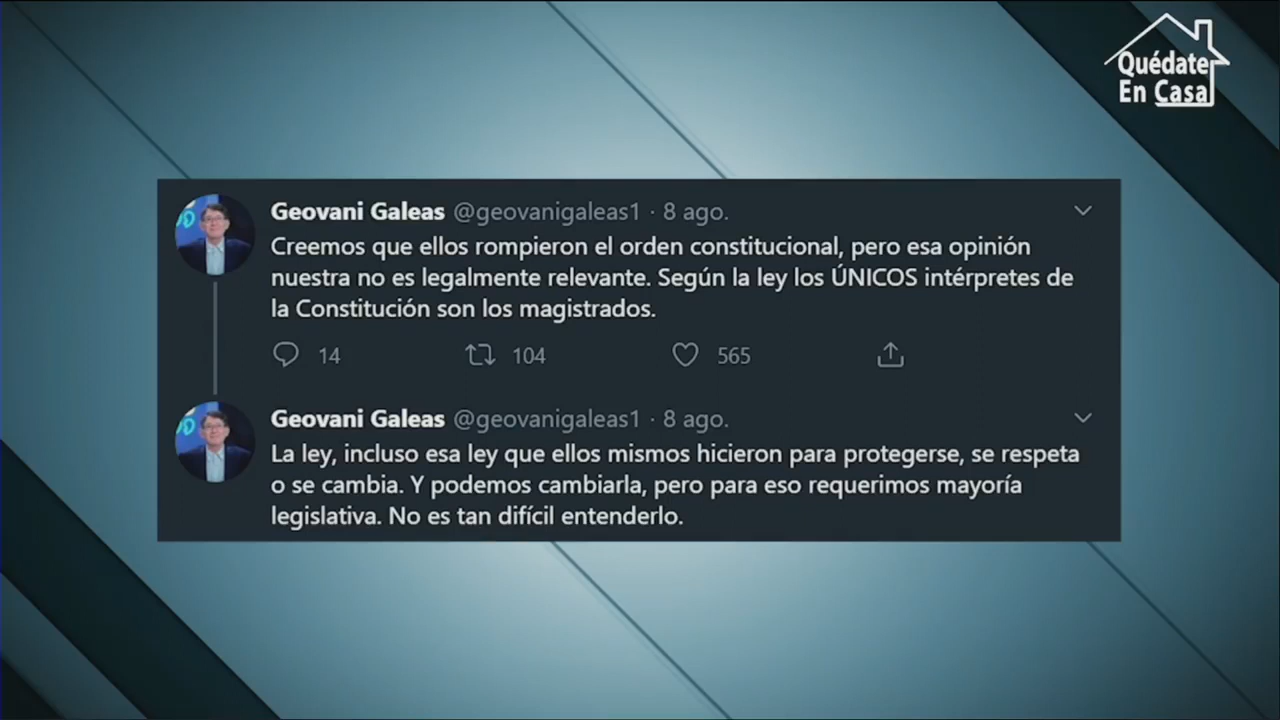 Quédate
En Casa
Geovani Galeas @geovanigaleas1 · 8 ago.
Creemos que ellos rompieron el orden constitucional, pero esa opinión
nuestra no es legalmente relevante. Según la ley los ÚNICOS intérpretes de
la Constitución son los magistrados.
14 104 565
Geovani Galeas @geovanigaleas1 · 8 ago.
La ley, incluso esa ley que ellos mismos hicieron para protegerse, se respeta
o se cambia. Y podemos cambiarla, pero para eso requerimos mayoría
legislativa. No es tan difícil entenderlo.